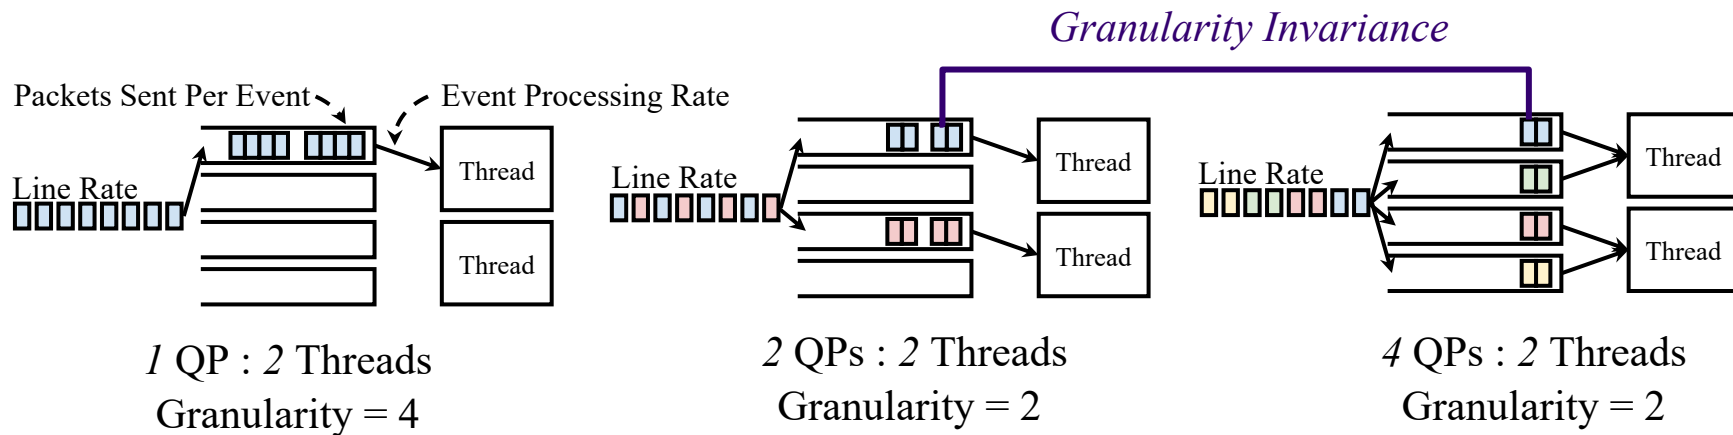 Granularity Invariance
Packets Sent Per Event
Event Processing Rate
Line Rate
Thread
Thread
1 QP : 2 Threads
Granularity = 4
Line Rate
Thread
Thread
2 QPs : 2 Threads
Granularity = 2
Line Rate
Thread
Thread
4 QPs : 2 Threads
Granularity = 2